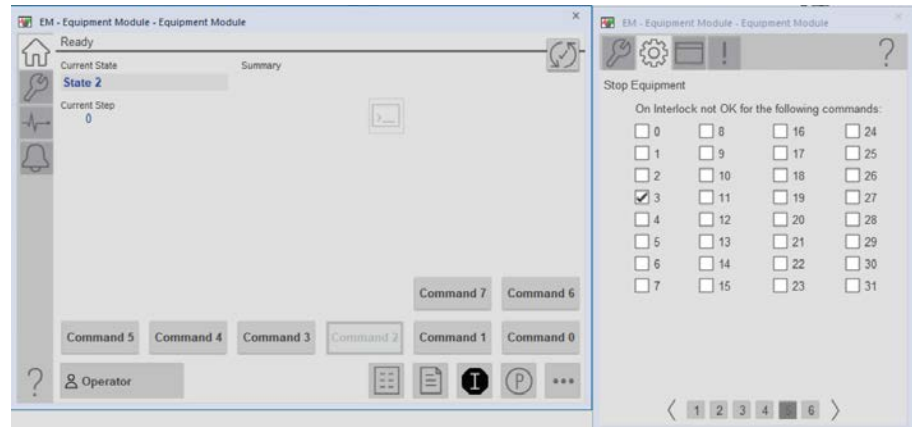 EM - Equipment Module - Equipment Module
Ready
Current State
Summary
State 2
Current Step
0
Command 7
Command 6
Command 5
Command 4
Command 3
Command 2
Command 1
Command 0
Operator
EM - Equipment Module - Equipment Module
Stop Equipment
On Interlock not OK for the following commands:
0 8 16 24
1 9 17 25
2 10 18 26
3 11 19 27
4 12 20 28
5 13 21 29
6 14 22 30
7 15 23 31
1 2 3 4 5 6